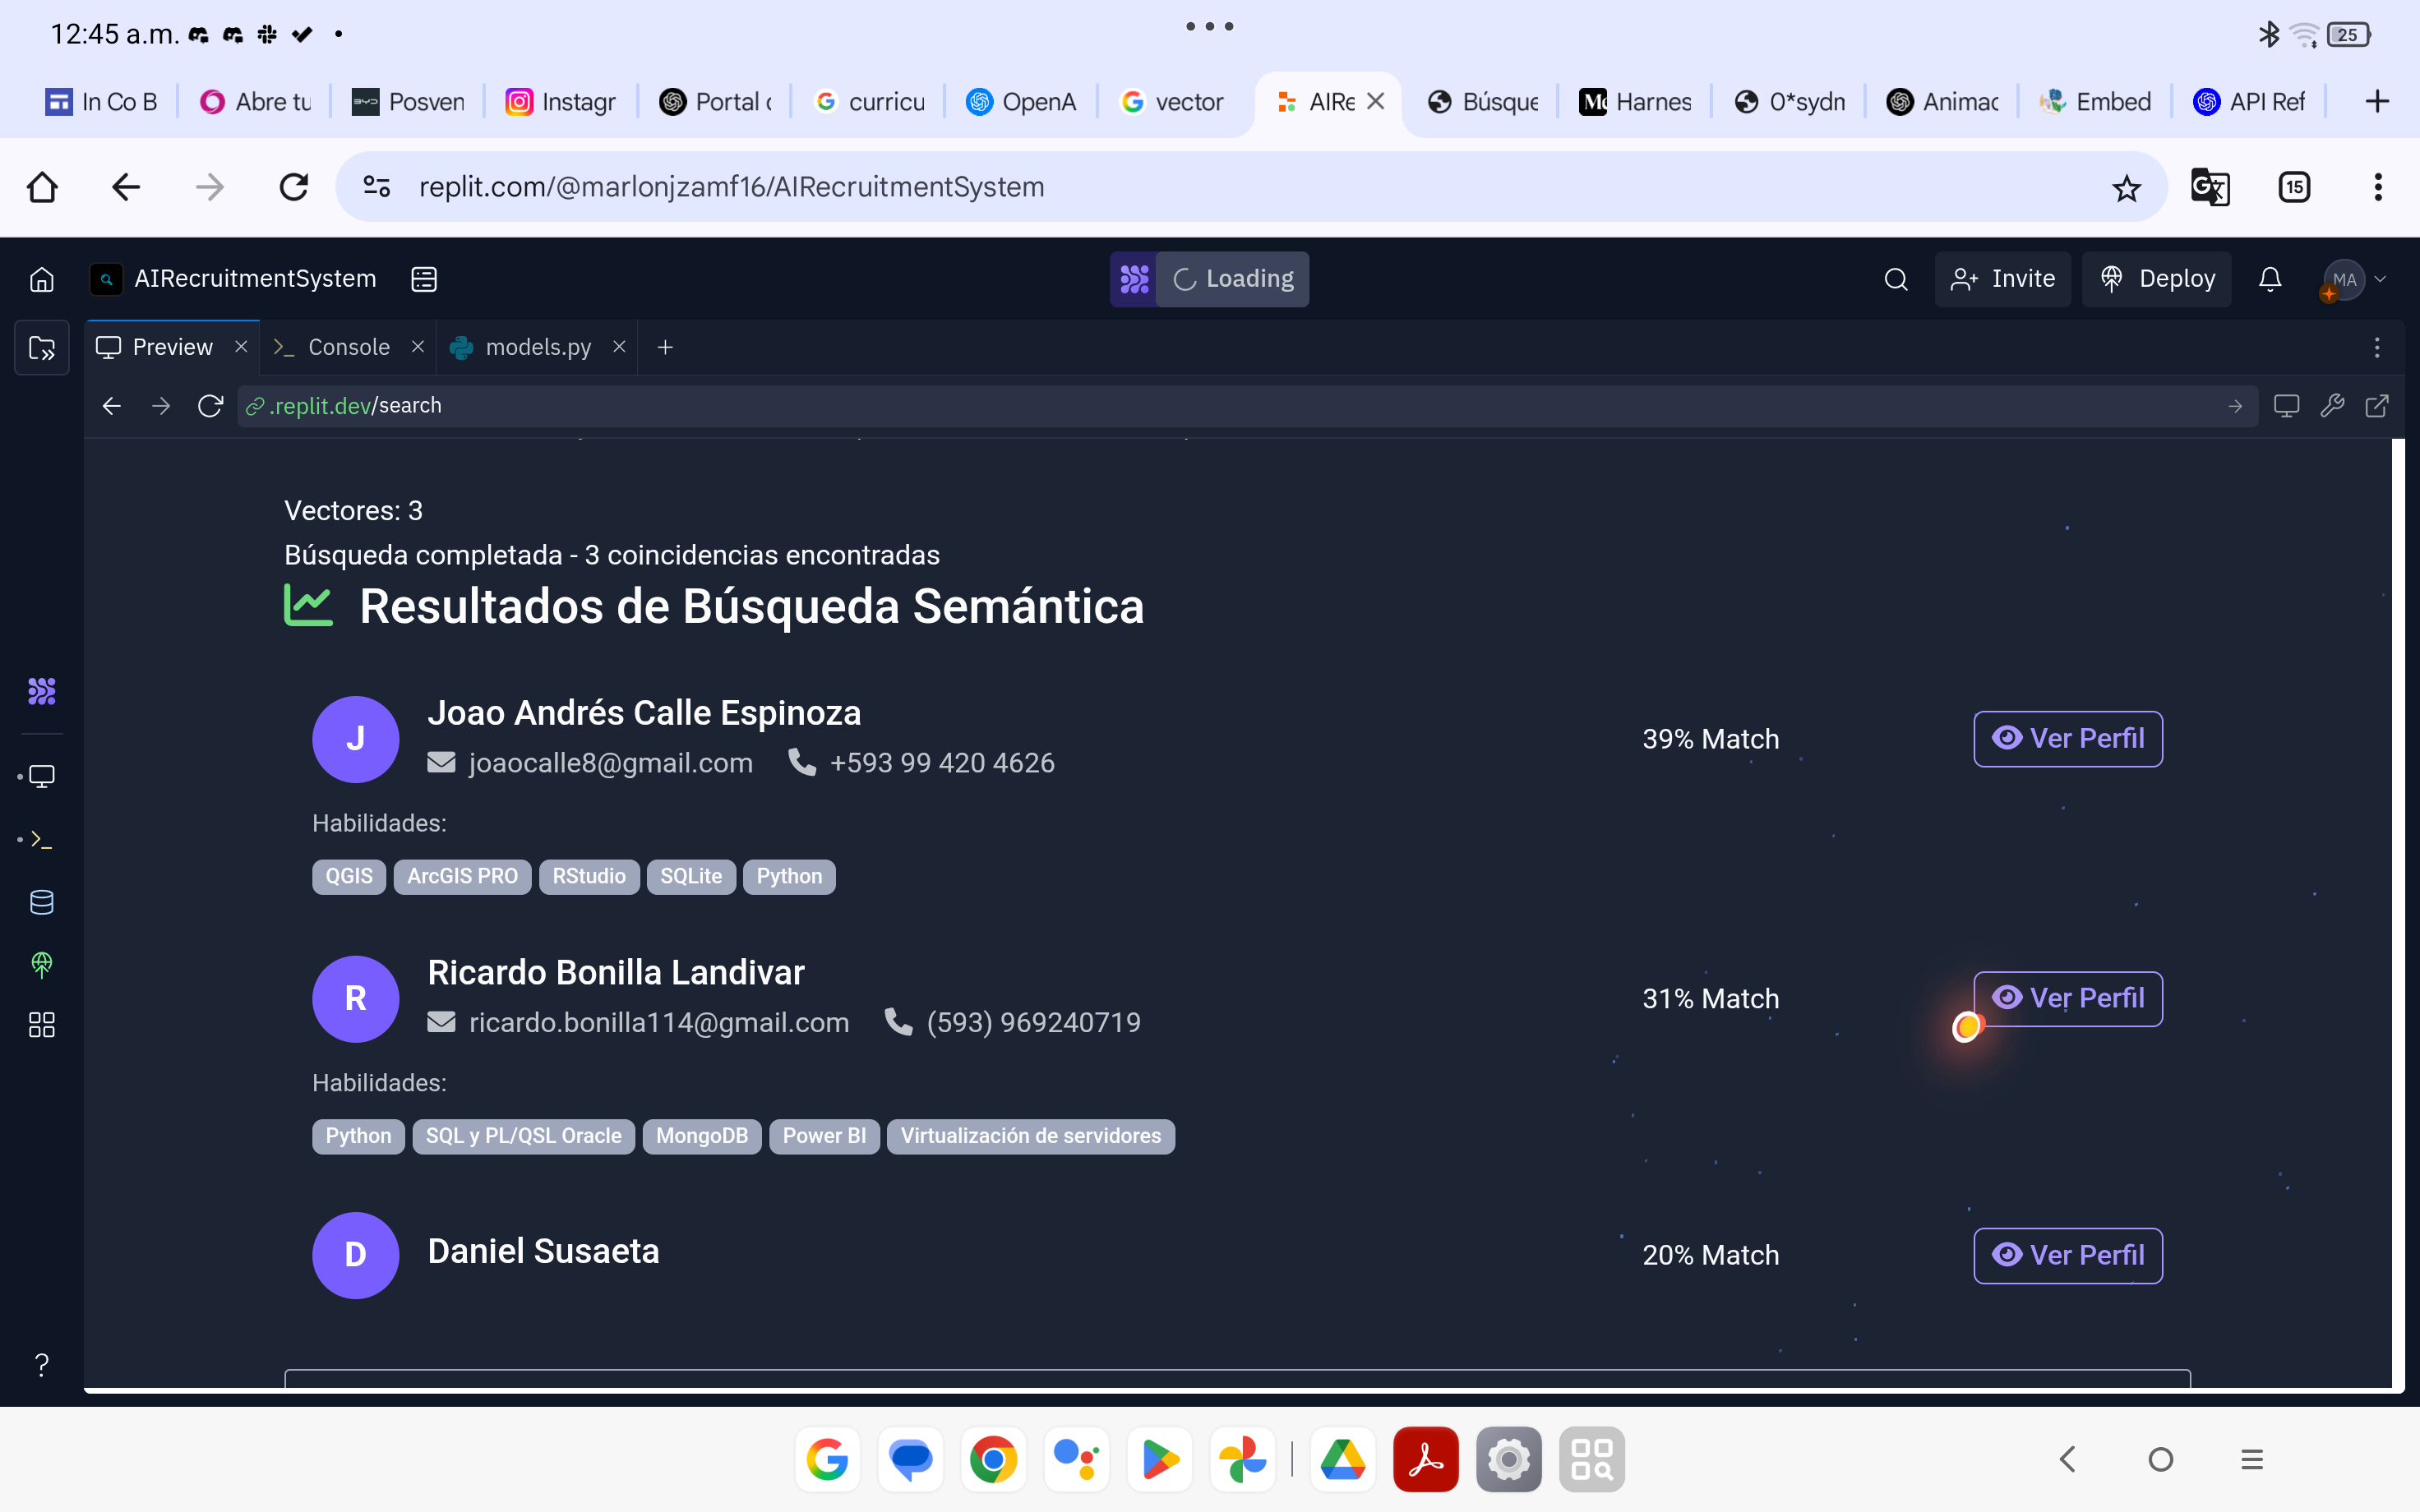 12:45 a.m.
25
In Co B
Abre tu
Posven
Instagr
Portal c
curricu
OpenA
vector
AIRe
Búsque
Harnes
0*sydn
Animac
Embed
API Ref
replit.com/@marlonjzamf16/AIRecruitmentSystem
15
AIRecruitmentSystem
Loading
Invite
Deploy
MA
Preview
Console
models.py
.replit.dev/search
Vectores: 3
Búsqueda completada - 3 coincidencias encontradas
Resultados de Búsqueda Semántica
J
Joao Andrés Calle Espinoza
joaocalle8@gmail.com +593 99 420 4626
39% Match
Ver Perfil
Habilidades:
QGIS ArcGIS PRO RStudio SQLite Python
R
Ricardo Bonilla Landivar
ricardo.bonilla114@gmail.com (593) 969240719
31% Match
Ver Perfil
Habilidades:
Python SQL y PL/QSL Oracle MongoDB Power BI Virtualización de servidores
D
Daniel Susaeta
20% Match
Ver Perfil